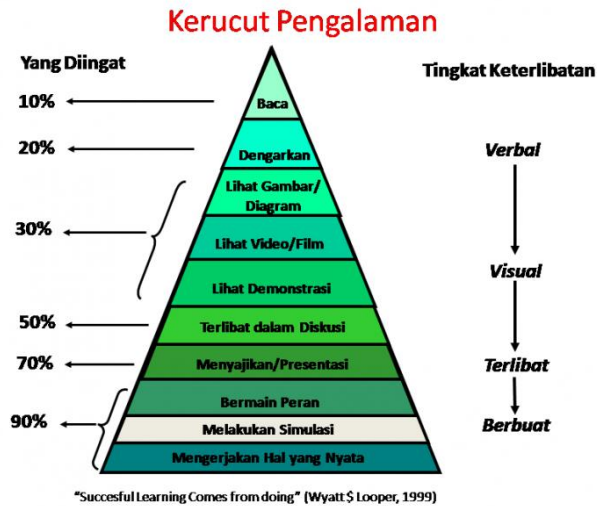 Kerucut Pengalaman
Yang Diingat
Tingkat Keterlibatan
10%
Baca
20%
Dengarkan
Verbal
Lihat Gambar/
Diagram
30%
Lihat Video/Film
Visual
Lihat Demonstrasi
50%
Terlibat dalam Diskusi
70%
Menyajikan/Presentasi
Terlibat
Bermain Peran
90%
Melakukan Simulasi
Berbuat
Mengerjakan Hal yang Nyata
“Succesful Learning Comes from doing” (Wyatt $ Looper, 1999)